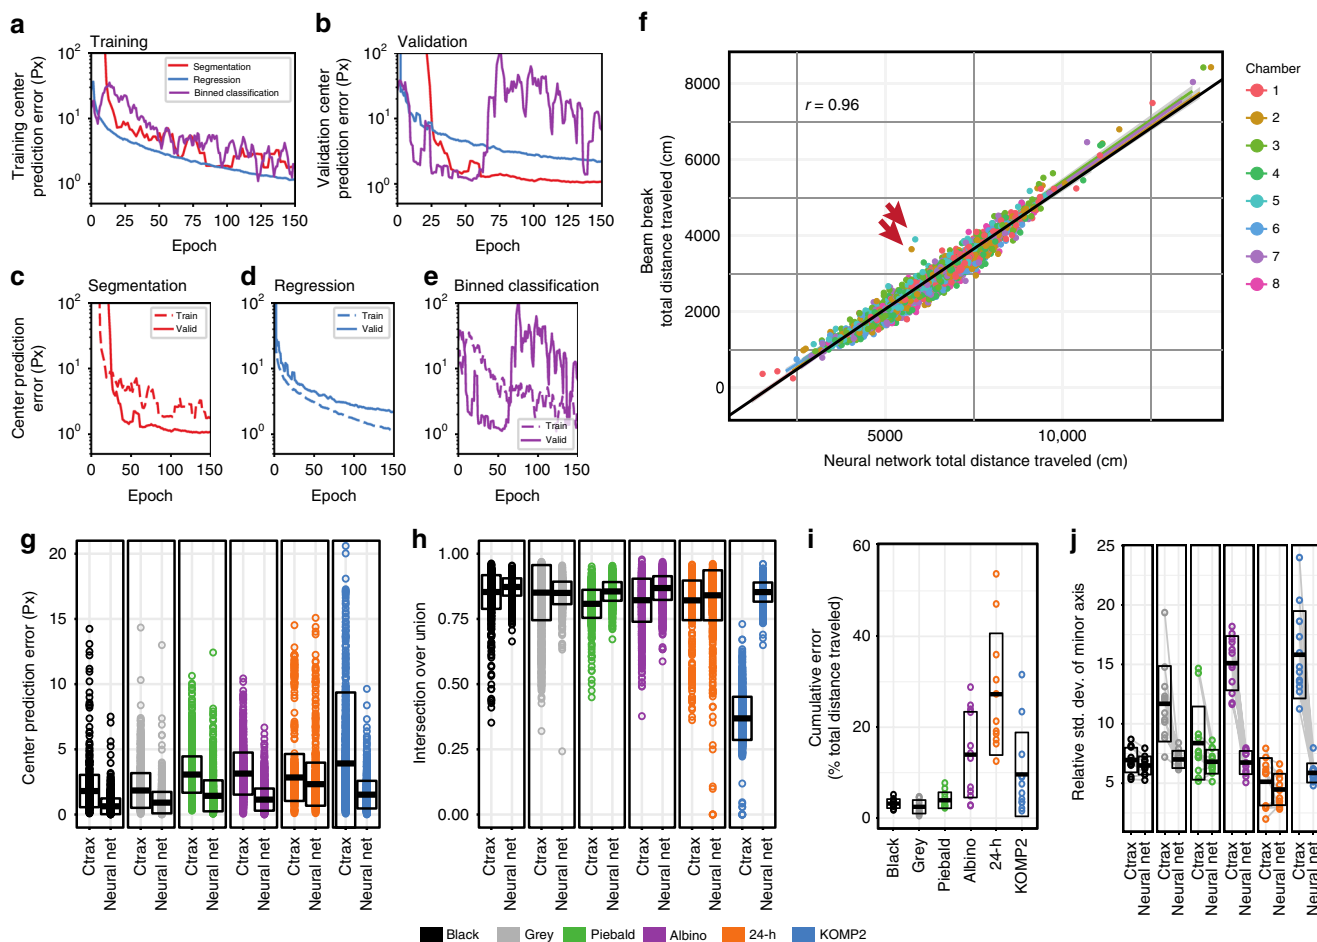 a
Training
Training center
prediction error (Px)
10²
10¹
10⁰
Segmentation
Regression
Binned classification
0 25 50 75 100 125 150
Epoch
b
Validation
Validation center
prediction error (Px)
10²
10¹
10⁰
0 25 50 75 100 125 150
Epoch
c
Segmentation
Center prediction
error (Px)
10²
10¹
10⁰
Train
Valid
0 50 100 150
Epoch
d
Regression
10²
10¹
10⁰
Train
Valid
0 50 100 150
Epoch
e
Binned classification
10²
10¹
10⁰
Train
Valid
0 50 100 150
Epoch
f
Beam break
total distance traveled (cm)
8000
6000
4000
2000
0
r = 0.96
5000 10,000
Neural network total distance traveled (cm)
Chamber
1
2
3
4
5
6
7
8
g
Center prediction error (Px)
20
15
10
5
0
Ctrax Neural net Ctrax Neural net Ctrax Neural net Ctrax Neural net Ctrax Neural net Ctrax Neural net
h
Intersection over union
1.00
0.75
0.50
0.25
0.00
Ctrax Neural net Ctrax Neural net Ctrax Neural net Ctrax Neural net Ctrax Neural net Ctrax Neural net
i
Cumulative error
(% total distance traveled)
60
40
20
0
Black Grey Piebald Albino 24-h KOMP2
j
Relative std. dev. of minor axis
25
20
15
10
5
Ctrax Neural net Ctrax Neural net Ctrax Neural net Ctrax Neural net Ctrax Neural net Ctrax Neural net
Black Grey Piebald Albino 24-h KOMP2